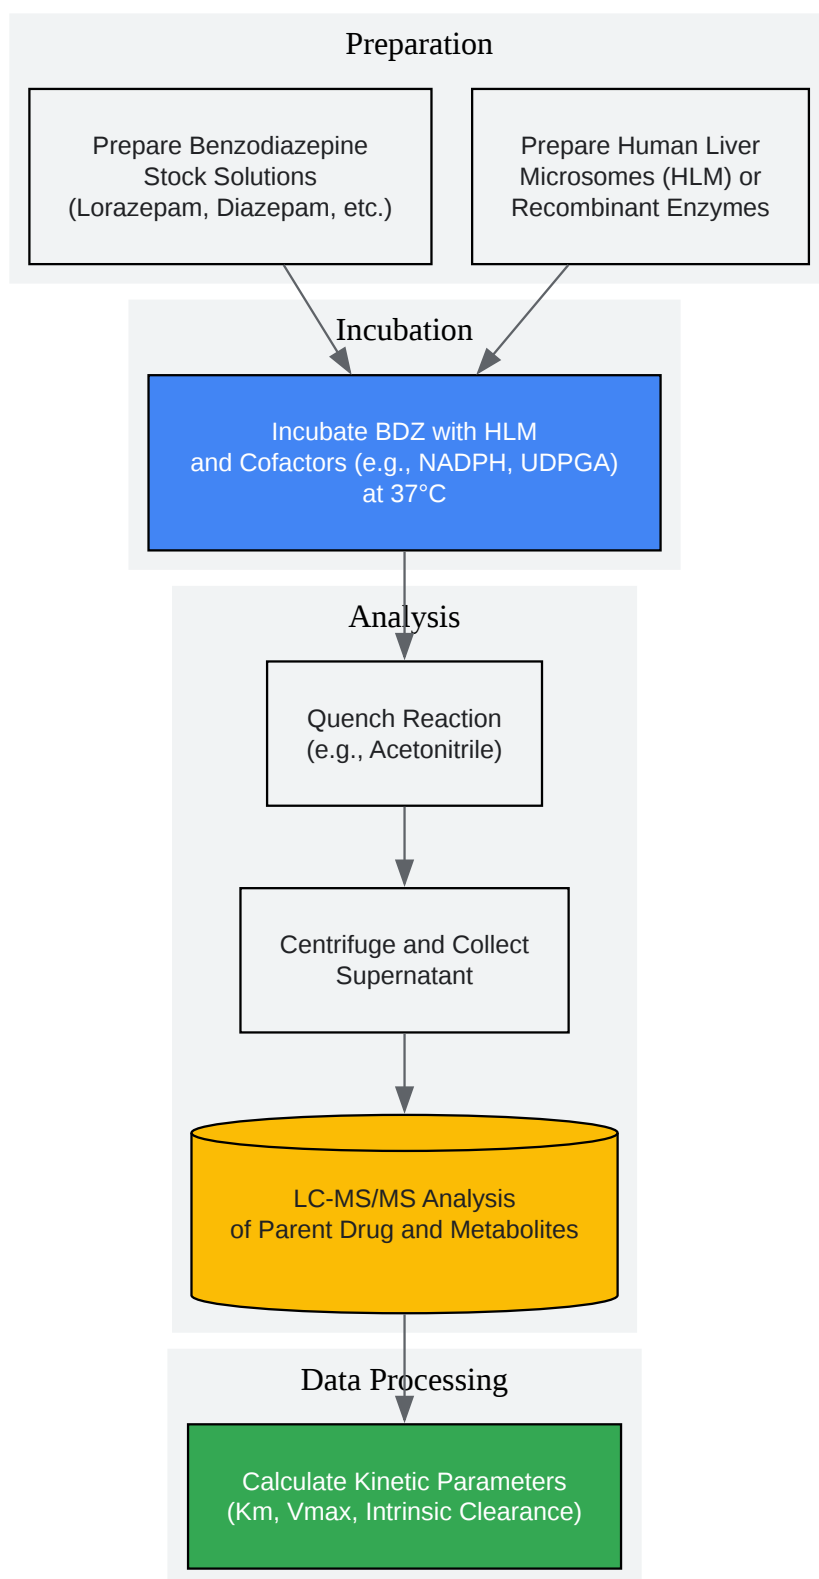 Preparation
Prepare Benzodiazepine
Stock Solutions
(Lorazepam, Diazepam, etc.)
Prepare Human Liver
Microsomes (HLM) or
Recombinant Enzymes
Incubation
Incubate BDZ with HLM
and Cofactors (e.g., NADPH, UDPGA)
at 37°C
Analysis
Quench Reaction
(e.g., Acetonitrile)
Centrifuge and Collect
Supernatant
LC-MS/MS Analysis
of Parent Drug and Metabolites
Data Processing
Calculate Kinetic Parameters
(Km, Vmax, Intrinsic Clearance)